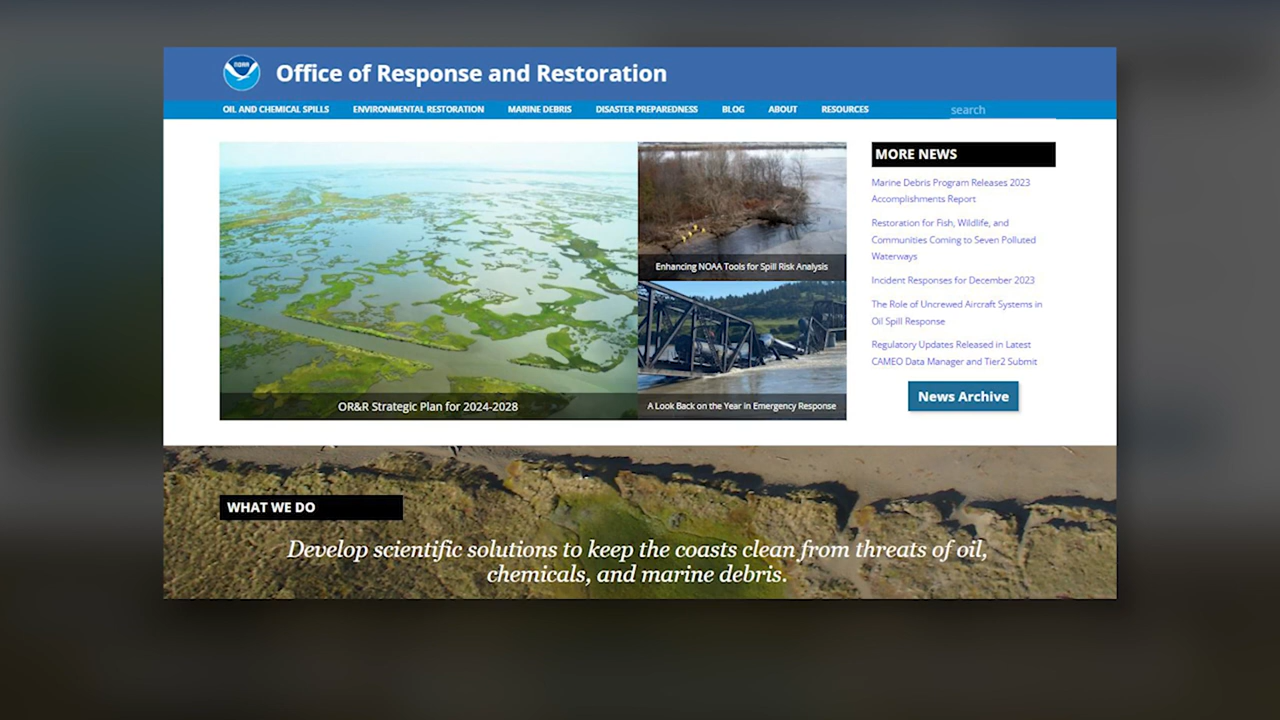 NOAA
Office of Response and Restoration
OIL AND CHEMICAL SPILLS ENVIRONMENTAL RESTORATION MARINE DEBRIS DISASTER PREPAREDNESS BLOG ABOUT RESOURCES search
OR&R Strategic Plan for 2024-2028
Enhancing NOAA Tools for Spill Risk Analysis
A Look Back on the Year in Emergency Response
MORE NEWS
Marine Debris Program Releases 2023
Accomplishments Report
Restoration for Fish, Wildlife, and
Communities Coming to Seven Polluted
Waterways
Incident Responses for December 2023
The Role of Uncrewed Aircraft Systems in
Oil Spill Response
Regulatory Updates Released in Latest
CAMEO Data Manager and Tier2 Submit
News Archive
WHAT WE DO
Develop scientific solutions to keep the coasts clean from threats of oil,
chemicals, and marine debris.